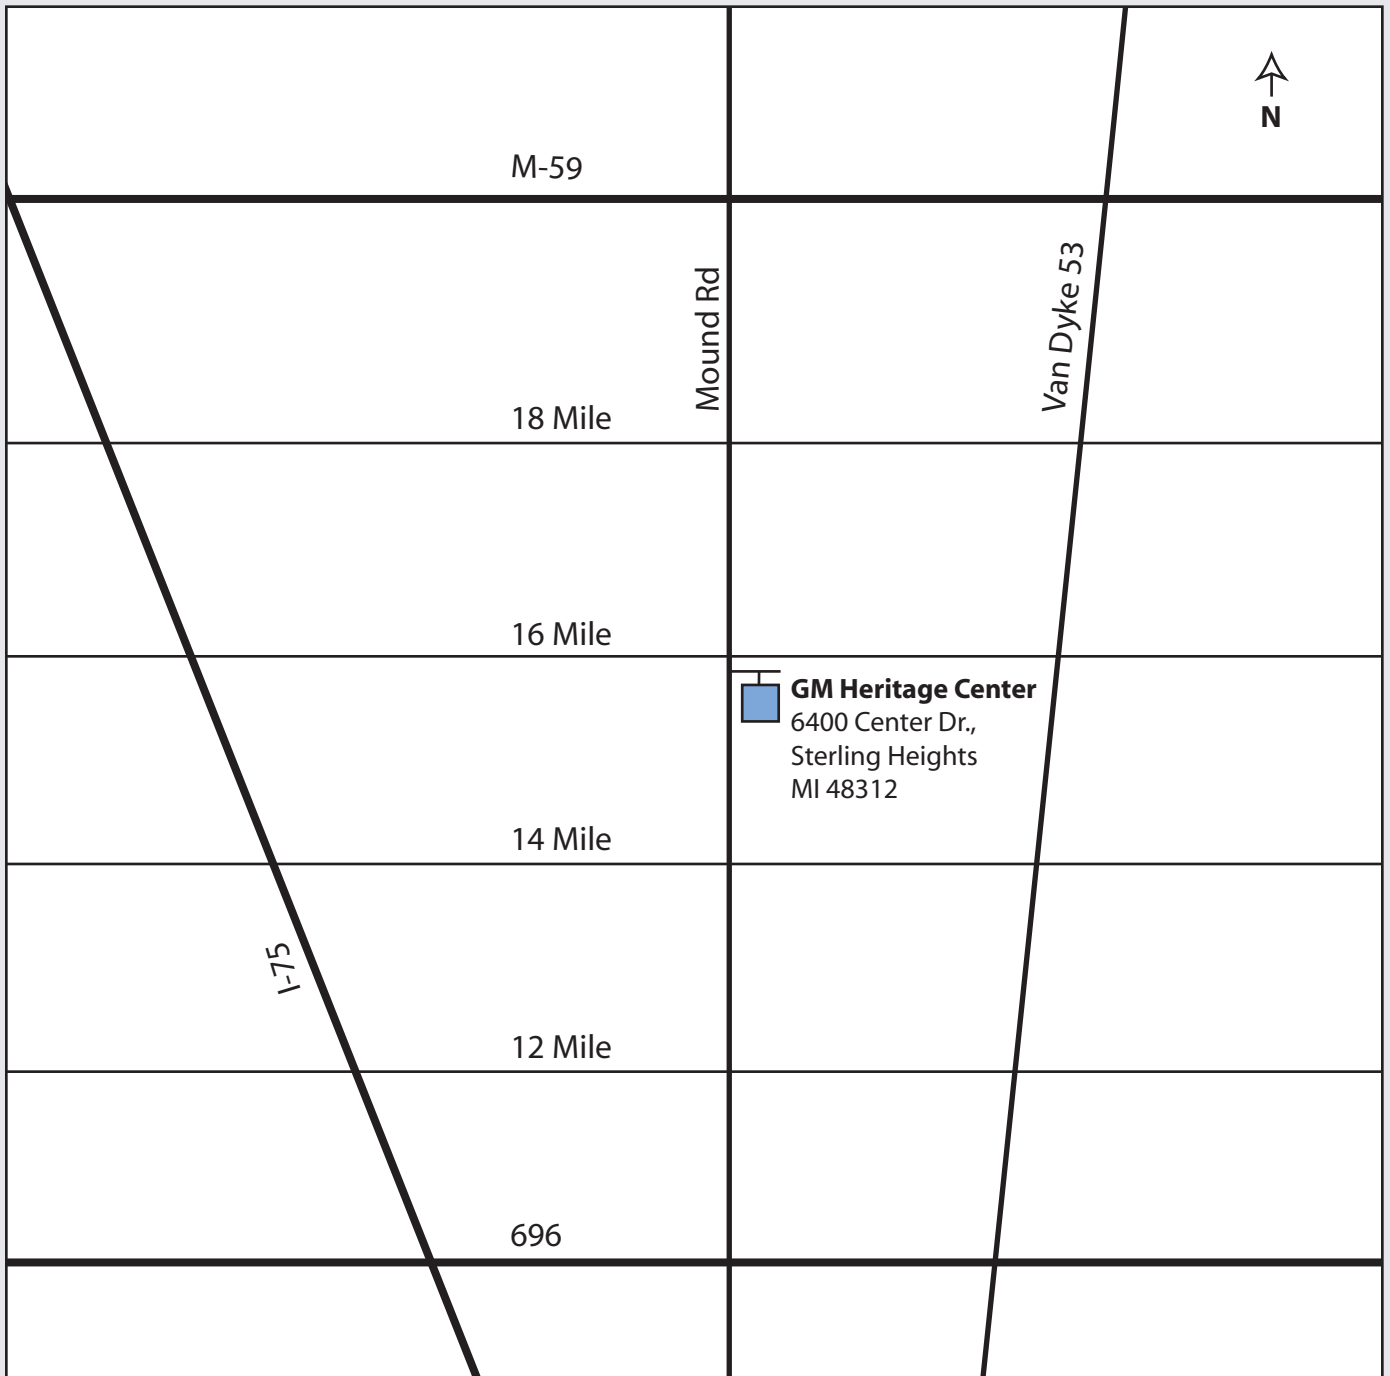 N
M-59
Mound Rd
Van Dyke 53
18 Mile
16 Mile
GM Heritage Center
6400 Center Dr.,
Sterling Heights
MI 48312
14 Mile
I-75
12 Mile
696